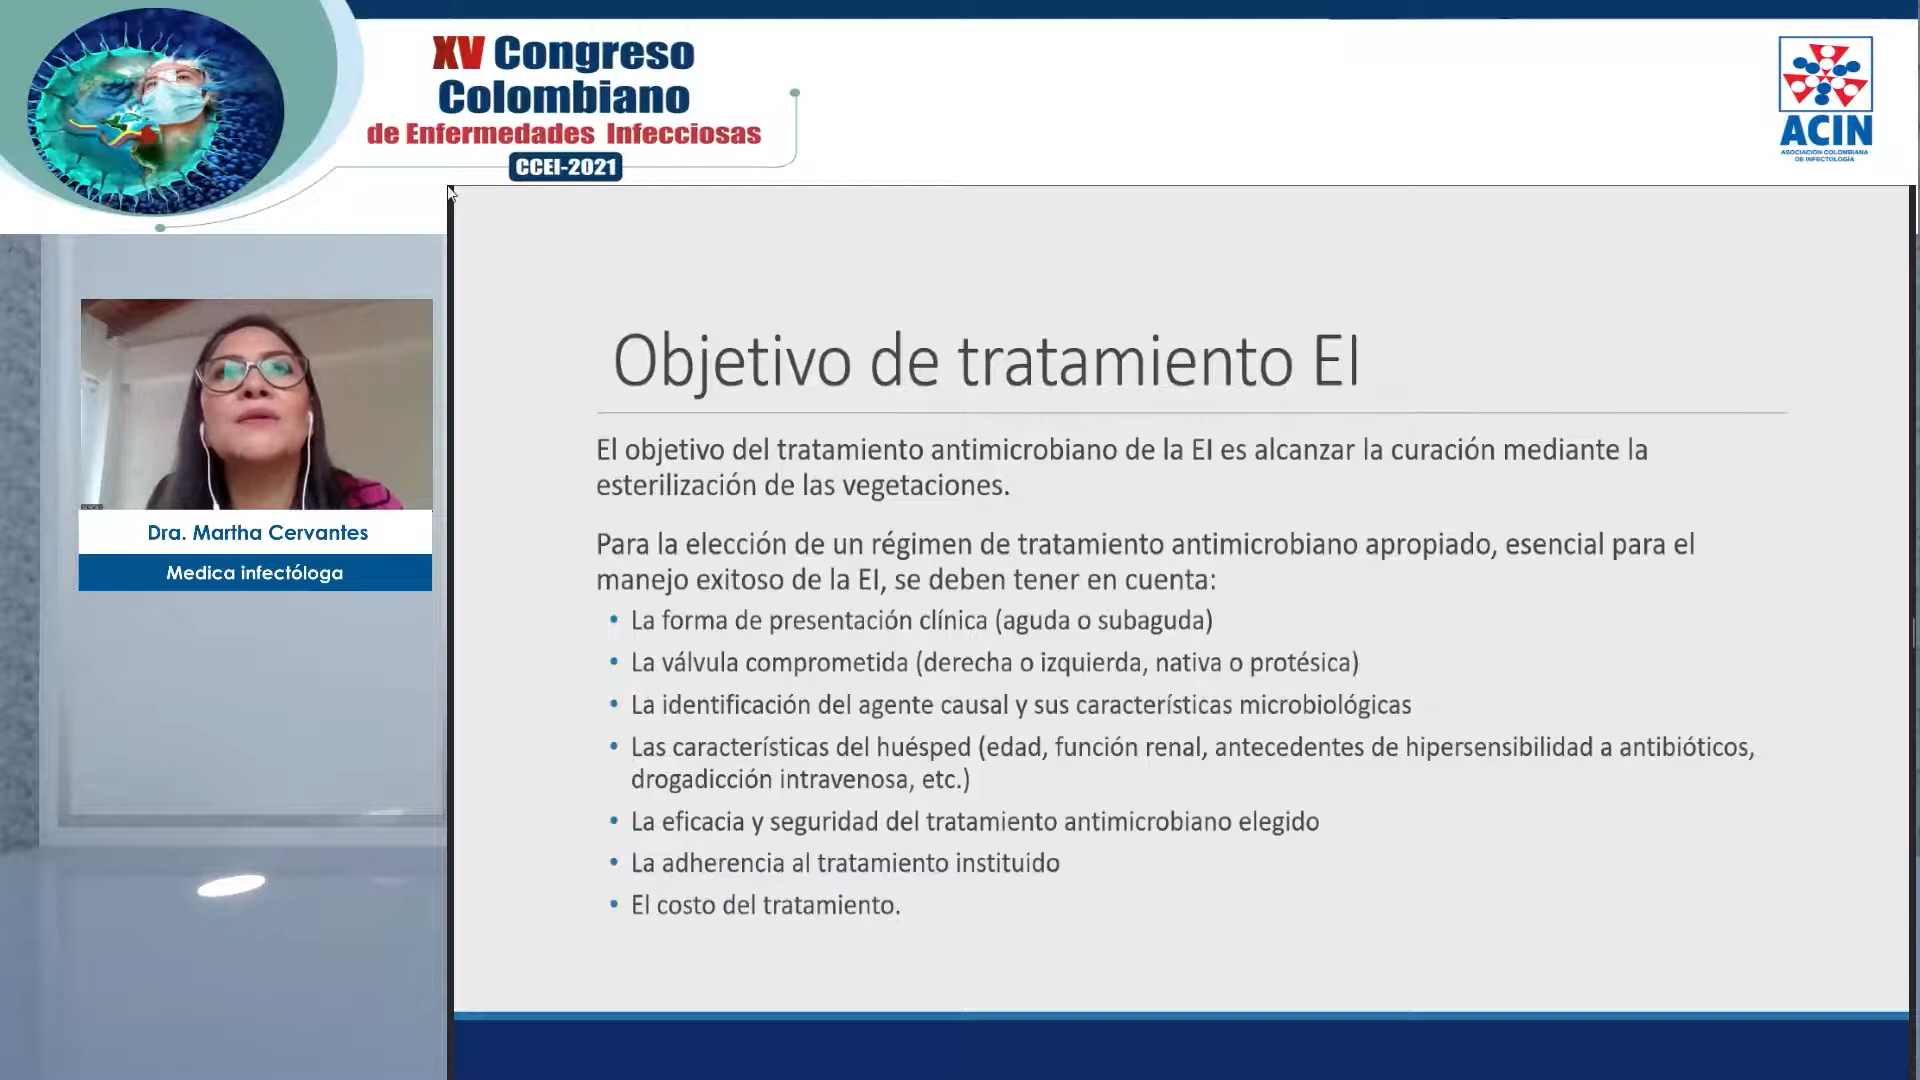 XV Congreso
Colombiano
de Enfermedades Infecciosas
CCEI-2021
ACIN
ASOCIACIÓN COLOMBIANA
DE INFECTOLOGÍA
Dra. Martha Cervantes
Medica infectóloga
Objetivo de tratamiento EI
El objetivo del tratamiento antimicrobiano de la EI es alcanzar la curación mediante la
esterilización de las vegetaciones.
Para la elección de un régimen de tratamiento antimicrobiano apropiado, esencial para el
manejo exitoso de la EI, se deben tener en cuenta:
• La forma de presentación clínica (aguda o subaguda)
• La válvula comprometida (derecha o izquierda, nativa o protésica)
• La identificación del agente causal y sus características microbiológicas
• Las características del huésped (edad, función renal, antecedentes de hipersensibilidad a antibióticos,
drogadicción intravenosa, etc.)
• La eficacia y seguridad del tratamiento antimicrobiano elegido
• La adherencia al tratamiento instituido
• El costo del tratamiento.